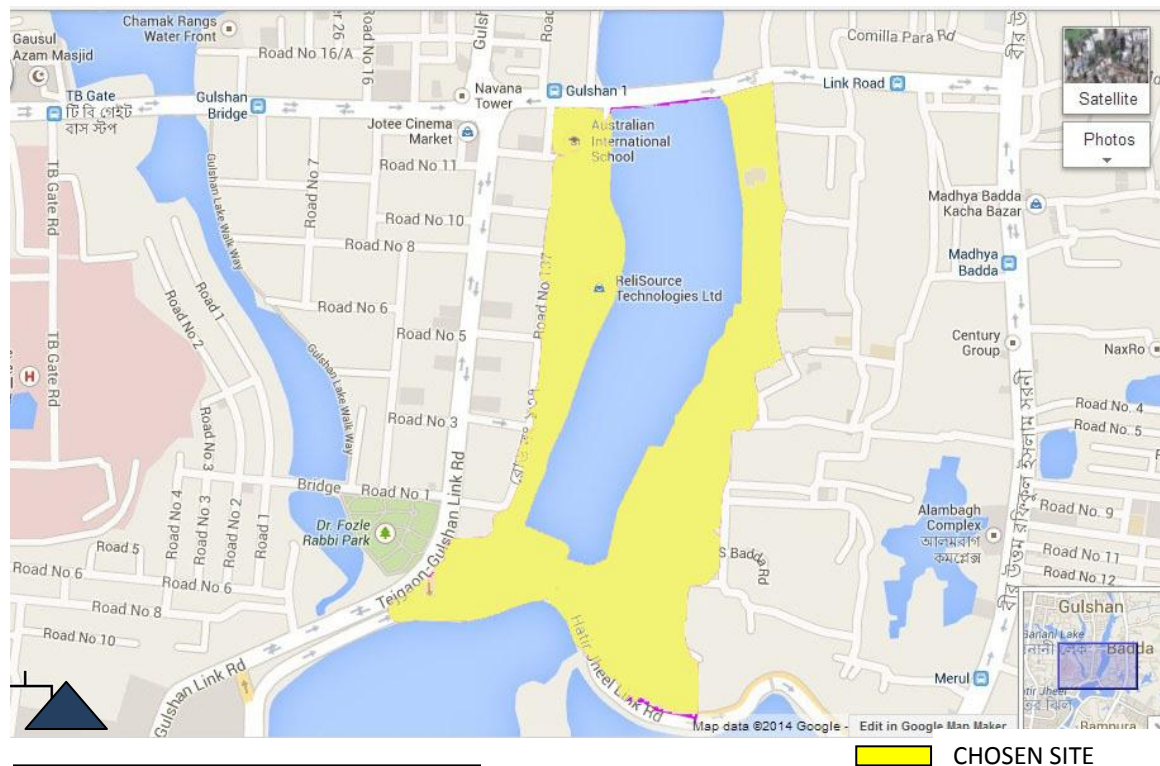 Chamak Rangs
Water Front
Gausul
Azam Masjid
Road No 16/A
Road No 16
Comilla Para Rd
Satellite
Photos
TB Gate
টি বি গেইট
বাস স্টপ
Gulshan
Bridge
Navana
Tower
Gulshan 1
Link Road
Jotee Cinema
Market
Australian
International
School
Road No 11
Road No 7
Road No 10
Road No 8
TB Gate Rd
Gulshan Lake Walk Way
Madhya Badda
Kacha Bazar
Madhya
Badda
ReliSource
Technologies Ltd
Road No 137
Road No 6
Road No 5
Road 1
Road No 2
TB Gate Rd
Gulshan Lake Walk Way
Century
Group
NaxRo
H
Road No 3
Road No. 4
Road No. 5
Road No. 3
Bridge
Road No 1
Road No 4
Road No 3
Road No 2
Road 1
Dr. Fozle
Rabbi Park
Tejgaon-Gulshan Link Rd
Alambagh
Complex
আলমবাগ
কমপ্লেক্স
Road No. 9
Road No 11
Road No.12
Road 5
Road No 6
Road No 6
Road No 8
Road No 10
S Badda Rd
Gulshan Link Rd
Hatir Jheel Link Rd
Merul
Gulshan
Banani Lake
Badda
Rampura
Map data ©2014 Google -
Edit in Google Map Maker
CHOSEN SITE